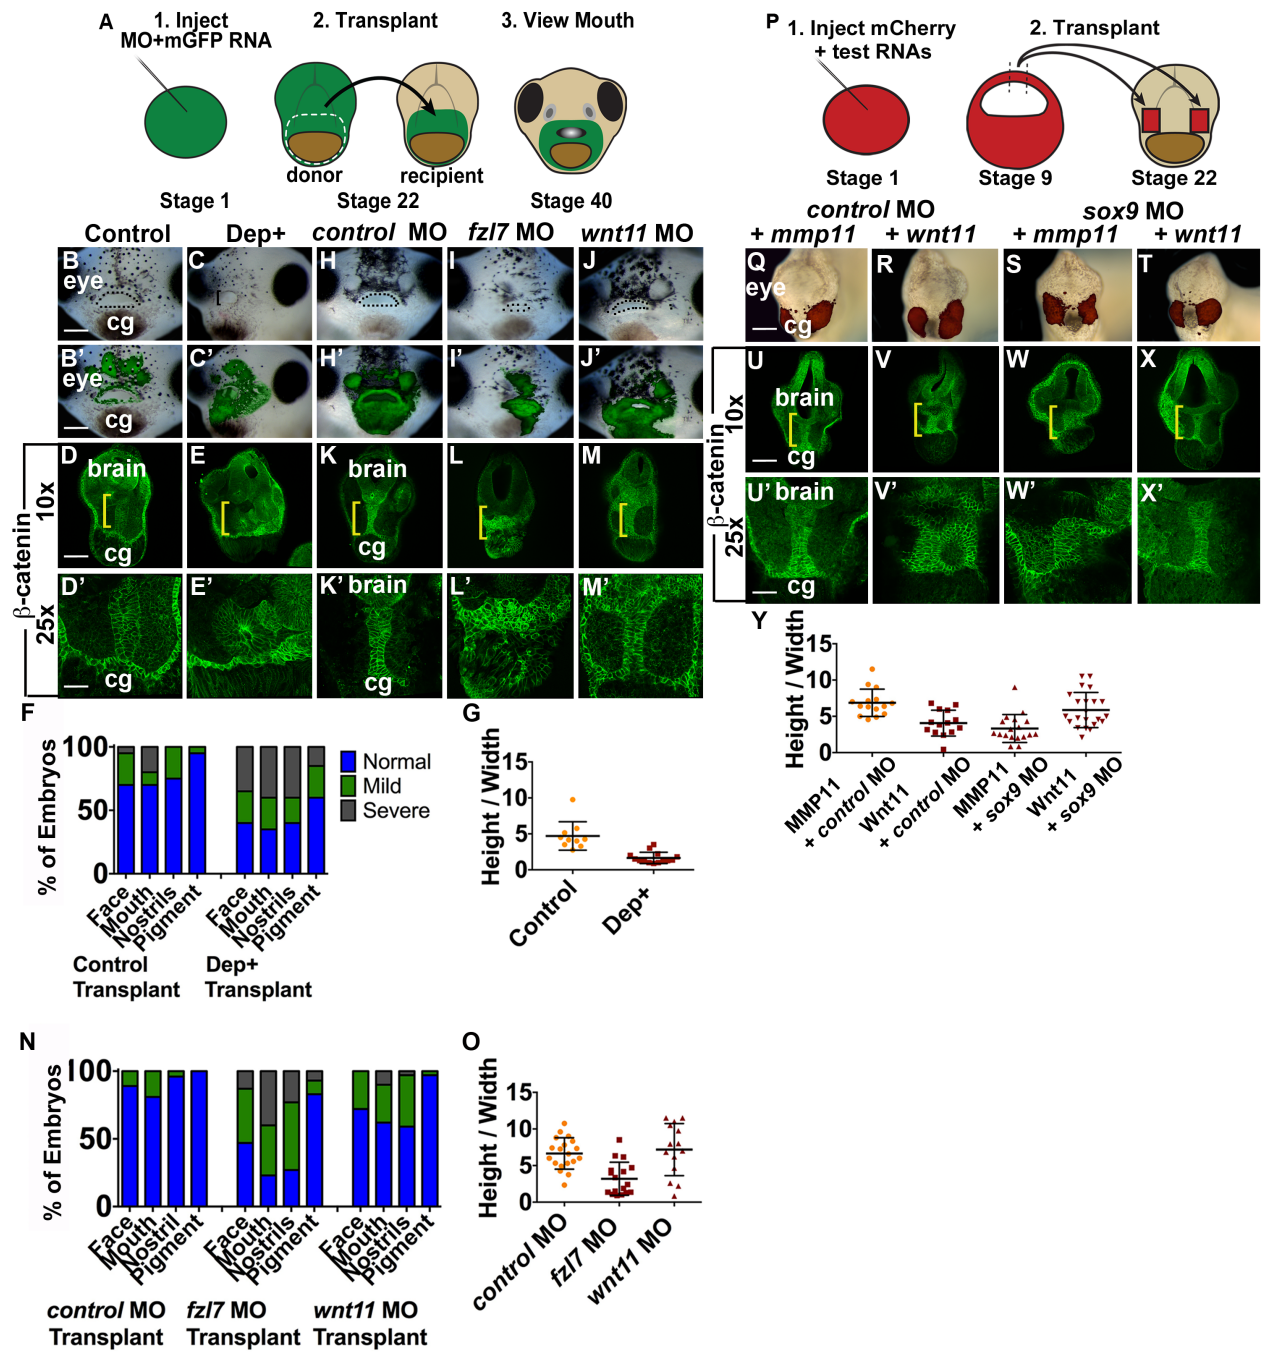 A
1. Inject
MO+mGFP RNA
2. Transplant
3. View Mouth
donor
recipient
Stage 1
Stage 22
Stage 40
Control
Dep+
control MO
fzl7 MO
wnt11 MO
B
eye
cg
C
H
I
J
B'
eye
cg
C'
H'
I'
J'
β-catenin
10x
D
brain
cg
E
K
brain
cg
L
M
25x
D'
cg
E'
K' brain
cg
L'
M'
F
% of Embryos
100
50
0
Face
Mouth
Nostrils
Pigment
Face
Mouth
Nostrils
Pigment
Control
Transplant
Dep+
Transplant
Normal
Mild
Severe
G
Height / Width
15
10
5
0
Control
Dep+
N
% of Embryos
100
50
0
Face
Mouth
Nostril
Pigment
Face
Mouth
Nostrils
Pigment
Face
Mouth
Nostrils
Pigment
control MO
Transplant
fzl7 MO
Transplant
wnt11 MO
Transplant
O
Height / Width
15
10
5
0
control MO
fzl7 MO
wnt11 MO
P
1. Inject mCherry
+ test RNAs
2. Transplant
Stage 1
Stage 9
Stage 22
control MO
sox9 MO
+ mmp11
+ wnt11
+ mmp11
+ wnt11
Q
eye
cg
R
S
T
β-catenin
10x
U
brain
cg
V
W
X
25x
U' brain
cg
V'
W'
X'
Y
Height / Width
15
10
5
0
MMP11
+ control MO
Wnt11
+ control MO
MMP11
+ sox9 MO
Wnt11
+ sox9 MO